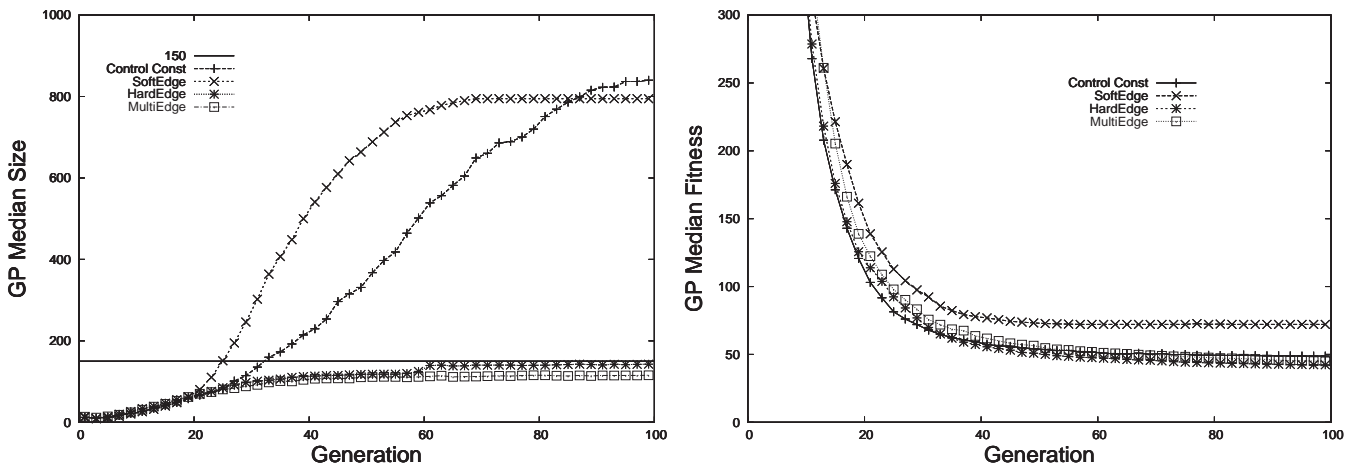 GP Median Size
1000
800
600
400
200
0
150
Control Const
SoftEdge
HardEdge
MultiEdge
0 20 40 60 80 100
Generation
GP Median Fitness
300
250
200
150
100
50
0
Control Const
SoftEdge
HardEdge
MultiEdge
0 20 40 60 80 100
Generation